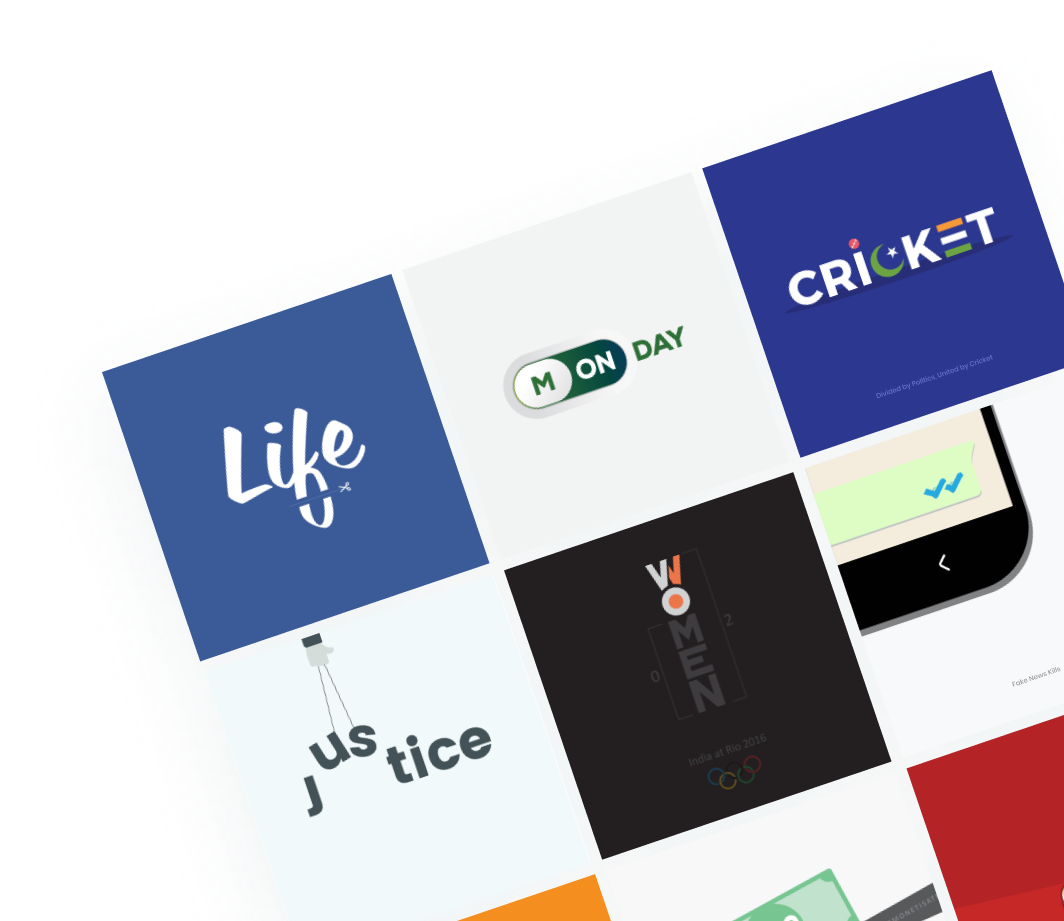 CRICKET
Divided by Politics, United by Cricket
M ON DAY
Life
WOMEN
0
2
India at Rio 2016
Fake News Kills
justice